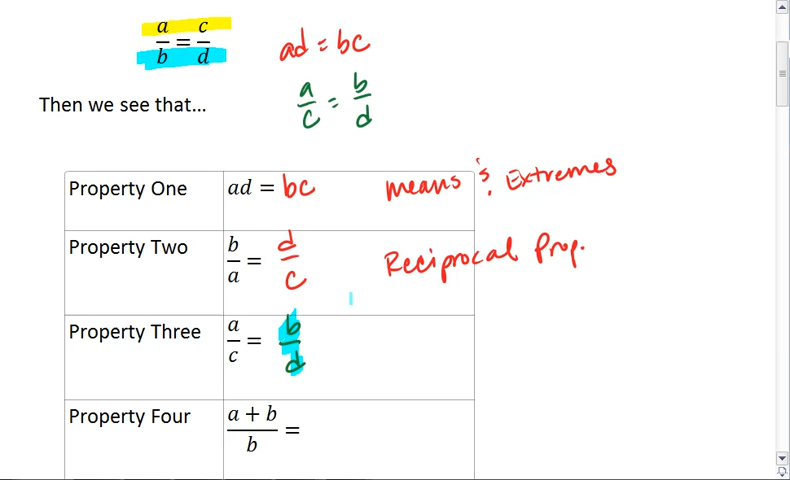 a/b = c/d
ad = bc
Then we see that...
a/c = b/d
Property One ad = bc means & Extremes
Property Two b/a = d/c Reciprocal Prop.
Property Three a/c = b/d
Property Four (a + b)/b =